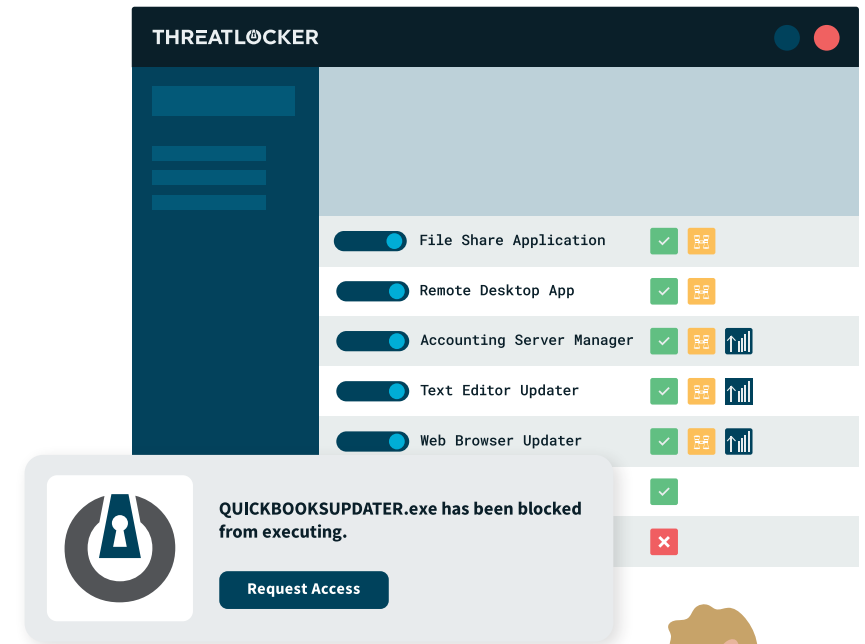 THREATLOCKER
File Share Application
Remote Desktop App
Accounting Server Manager
Text Editor Updater
Web Browser Updater
QUICKBOOKSUPDATER.exe has been blocked
from executing.
Request Access